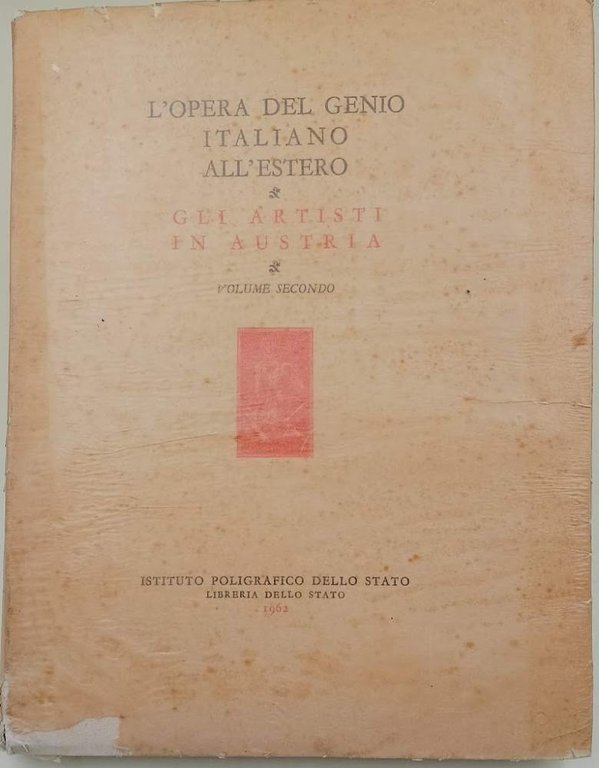 L'OPERA DEL GENIO
ITALIANO
ALL'ESTERO
GLI ARTISTI
IN AUSTRIA
VOLUME SECONDO
ISTITUTO POLIGRAFICO DELLO STATO
LIBRERIA DELLO STATO
1962